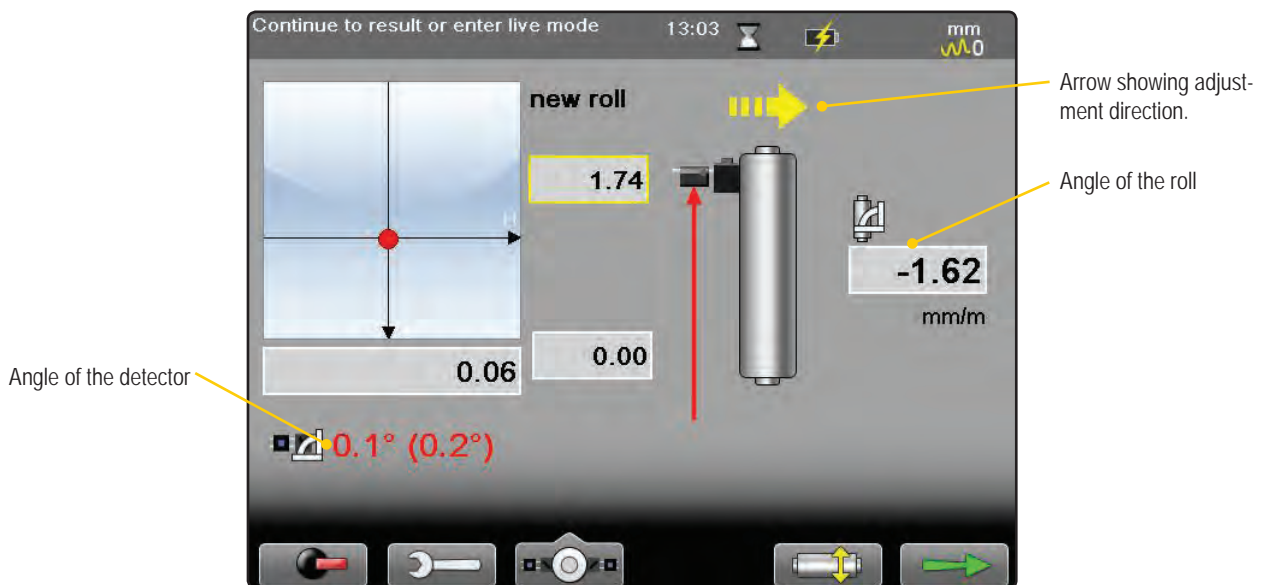 Continue to result or enter live mode 13:03 mm
0
Arrow showing adjust-
ment direction.
new roll
1.74
Angle of the roll
H
-1.62
mm/m
0.00
0.06
Angle of the detector
0.1° (0.2°)